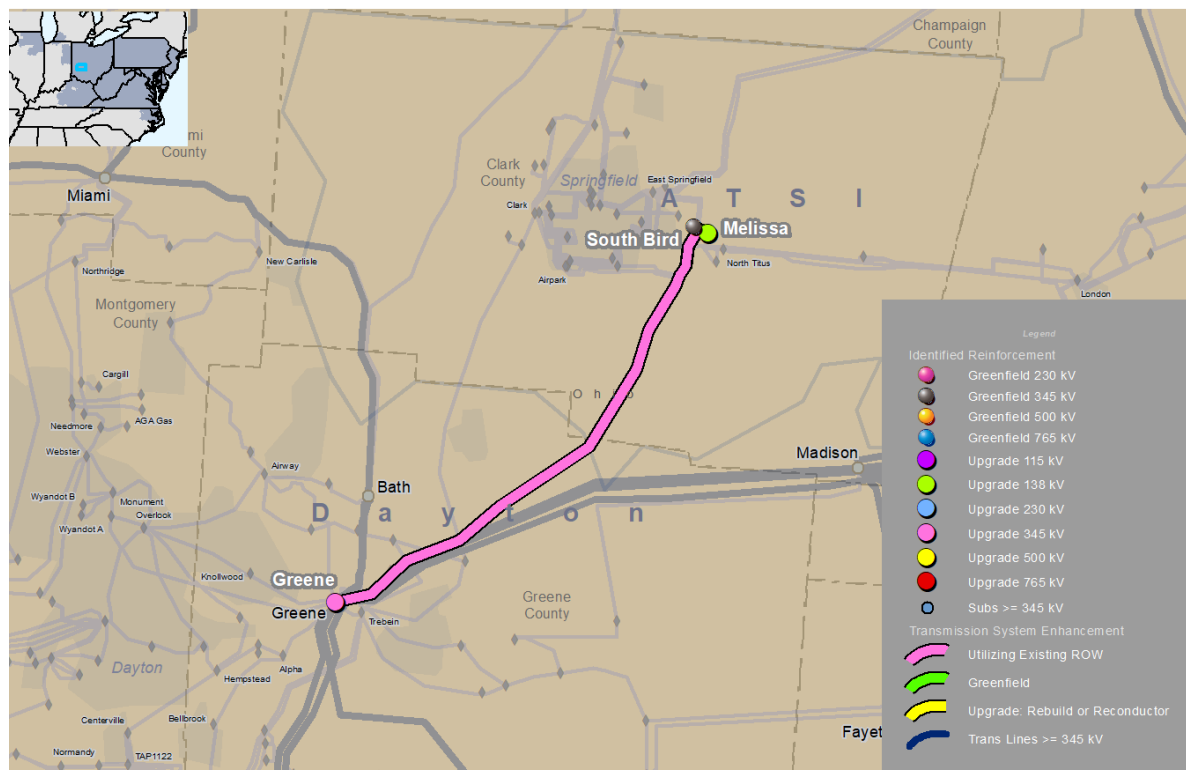 Champaign
County
mi
County
Miami
Clark
County
Springfield
East Springfield
A T S I
Clark
South Bird
Melissa
New Carlisle
Northridge
North Titus
Airpark
London
Montgomery
County
Cargill
AGA Gas
Needmore
Webster
Ohio
Airway
Madison
Wyandot B
Monument
Overlook
Bath
Wyandot A
D a y t o n
Knollwood
Greene
Greene
Trebein
Greene
County
Dayton
Alpha
Hempstead
Centerville
Bellbrook
Normandy
TAP1122
Fayet
Legend
Identified Reinforcement
Greenfield 230 kV
Greenfield 345 kV
Greenfield 500 kV
Greenfield 765 kV
Upgrade 115 kV
Upgrade 138 kV
Upgrade 230 kV
Upgrade 345 kV
Upgrade 500 kV
Upgrade 765 kV
Subs >= 345 kV
Transmission System Enhancement
Utilizing Existing ROW
Greenfield
Upgrade: Rebuild or Reconductor
Trans Lines >= 345 kV